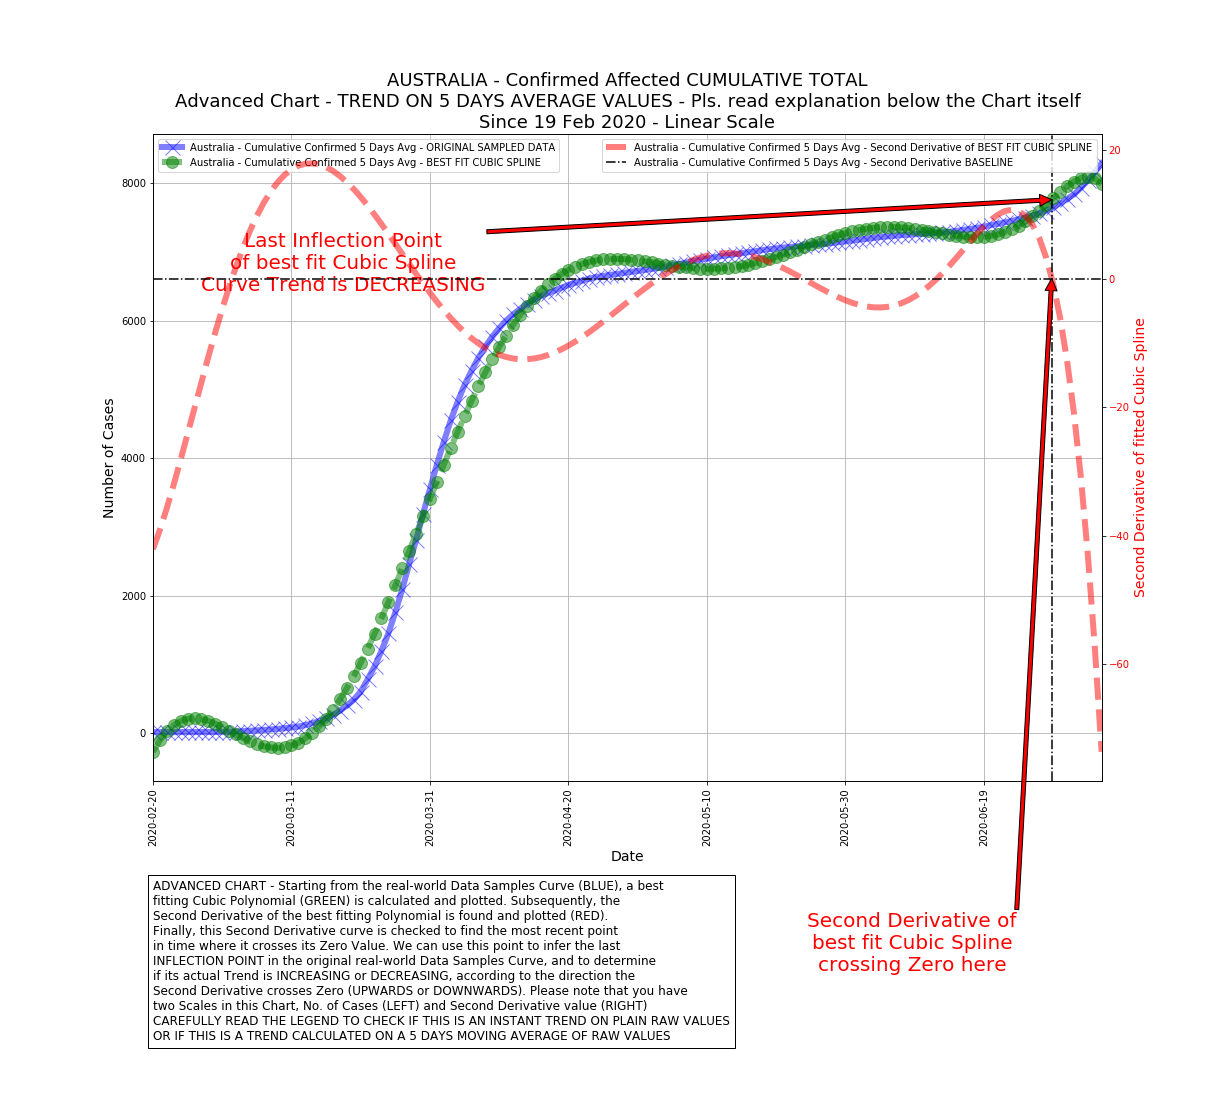 AUSTRALIA - Confirmed Affected CUMULATIVE TOTAL
Advanced Chart - TREND ON 5 DAYS AVERAGE VALUES - Pls. read explanation below the Chart itself
Since 19 Feb 2020 - Linear Scale
Australia - Cumulative Confirmed 5 Days Avg - ORIGINAL SAMPLED DATA
Australia - Cumulative Confirmed 5 Days Avg - BEST FIT CUBIC SPLINE
Australia - Cumulative Confirmed 5 Days Avg - Second Derivative of BEST FIT CUBIC SPLINE
Australia - Cumulative Confirmed 5 Days Avg - Second Derivative BASELINE
Last Inflection Point
of best fit Cubic Spline
Curve Trend is DECREASING
Number of Cases
8000
6000
4000
2000
0
20
0
−20
−40
−60
Second Derivative of fitted Cubic Spline
2020-02-20
2020-03-11
2020-03-31
2020-04-20
2020-05-10
2020-05-30
2020-06-19
Date
ADVANCED CHART - Starting from the real-world Data Samples Curve (BLUE), a best
fitting Cubic Polynomial (GREEN) is calculated and plotted. Subsequently, the
Second Derivative of the best fitting Polynomial is found and plotted (RED).
Finally, this Second Derivative curve is checked to find the most recent point
in time where it crosses its Zero Value. We can use this point to infer the last
INFLECTION POINT in the original real-world Data Samples Curve, and to determine
if its actual Trend is INCREASING or DECREASING, according to the direction the
Second Derivative crosses Zero (UPWARDS or DOWNWARDS). Please note that you have
two Scales in this Chart, No. of Cases (LEFT) and Second Derivative value (RIGHT)
CAREFULLY READ THE LEGEND TO CHECK IF THIS IS AN INSTANT TREND ON PLAIN RAW VALUES
OR IF THIS IS A TREND CALCULATED ON A 5 DAYS MOVING AVERAGE OF RAW VALUES
Second Derivative of
best fit Cubic Spline
crossing Zero here